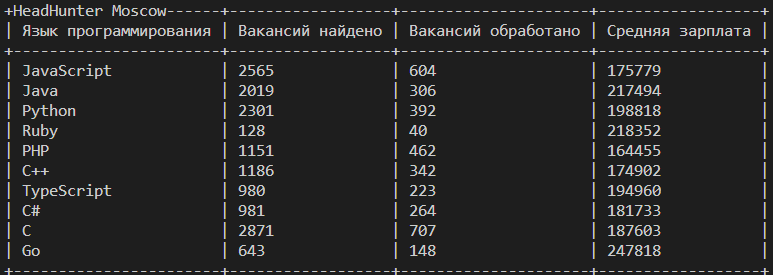 +HeadHunter Moscow------+------------------+---------------------+------------------+
| Язык программирования | Вакансий найдено | Вакансий обработано | Средняя зарплата |
+-----------------------+------------------+---------------------+------------------+
| JavaScript            | 2565             | 604                 | 175779           |
| Java                  | 2019             | 306                 | 217494           |
| Python                | 2301             | 392                 | 198818           |
| Ruby                  | 128              | 40                  | 218352           |
| PHP                   | 1151             | 462                 | 164455           |
| C++                   | 1186             | 342                 | 174902           |
| TypeScript            | 980              | 223                 | 194960           |
| C#                    | 981              | 264                 | 181733           |
| C                     | 2871             | 707                 | 187603           |
| Go                    | 643              | 148                 | 247818           |
+-----------------------+------------------+---------------------+------------------+